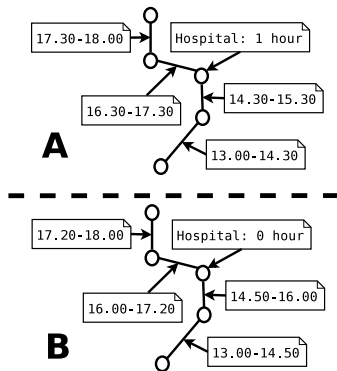 17.30-18.00
Hospital: 1 hour
16.30-17.30
14.30-15.30
A
13.00-14.30
17.20-18.00
Hospital: 0 hour
16.00-17.20
14.50-16.00
B
13.00-14.50